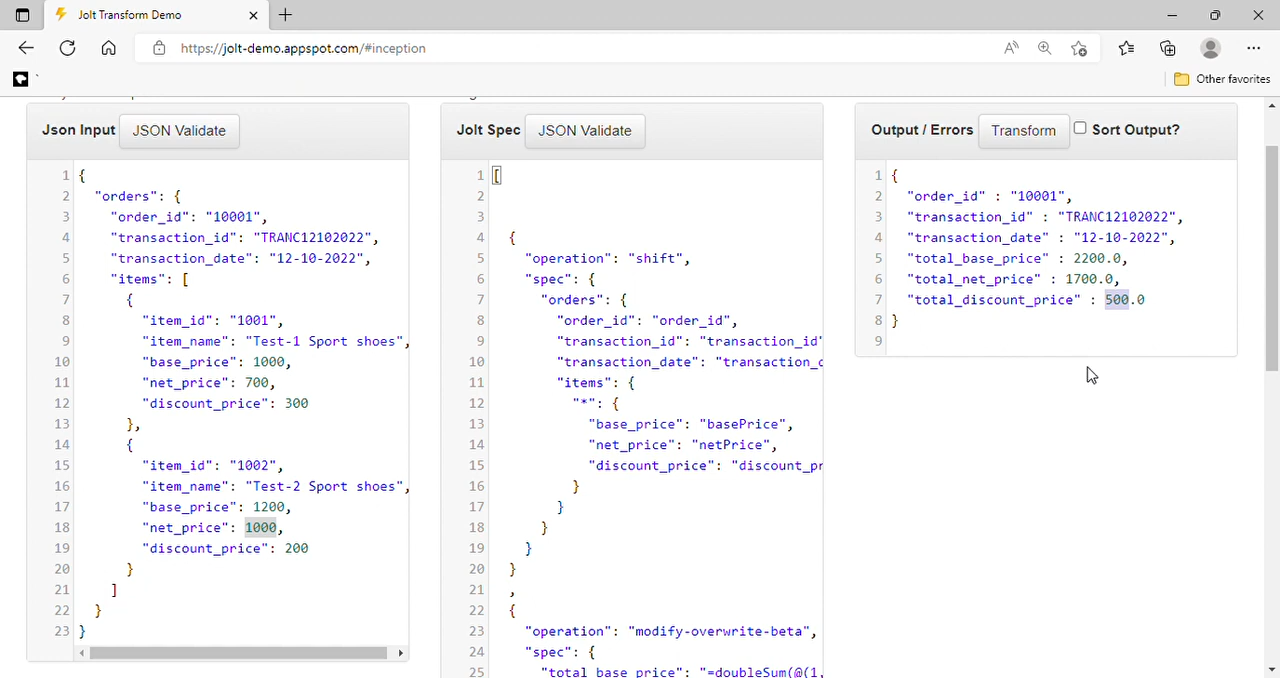 Jolt Transform Demo
https://jolt-demo.appspot.com/#inception
Other favorites
Json Input JSON Validate
1 {
2 "orders": {
3 "order_id": "10001",
4 "transaction_id": "TRANC12102022",
5 "transaction_date": "12-10-2022",
6 "items": [
7 {
8 "item_id": "1001",
9 "item_name": "Test-1 Sport shoes",
10 "base_price": 1000,
11 "net_price": 700,
12 "discount_price": 300
13 },
14 {
15 "item_id": "1002",
16 "item_name": "Test-2 Sport shoes",
17 "base_price": 1200,
18 "net_price": 1000,
19 "discount_price": 200
20 }
21 ]
22 }
23 }
Jolt Spec JSON Validate
1 [
2
3
4 {
5 "operation": "shift",
6 "spec": {
7 "orders": {
8 "order_id": "order_id",
9 "transaction_id": "transaction_id"
10 "transaction_date": "transaction_
11 "items": {
12 "*": {
13 "base_price": "basePrice",
14 "net_price": "netPrice",
15 "discount_price": "discount_pr
16 }
17 }
18 }
19 }
20 }
21 ,
22 {
23 "operation": "modify-overwrite-beta",
24 "spec": {
25 "total_base_price": "=doubleSum(@(1,
Output / Errors Transform Sort Output?
1 {
2 "order_id" : "10001",
3 "transaction_id" : "TRANC12102022",
4 "transaction_date" : "12-10-2022",
5 "total_base_price" : 2200.0,
6 "total_net_price" : 1700.0,
7 "total_discount_price" : 500.0
8 }
9